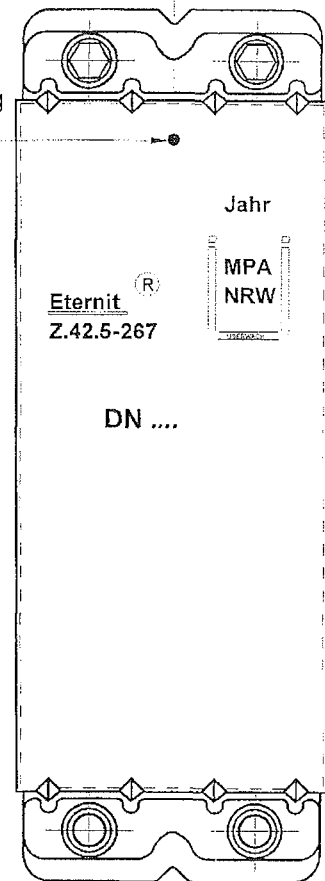 g
Jahr
MPA
NRW
Eternit ®
Z.42.5-267
DN ....